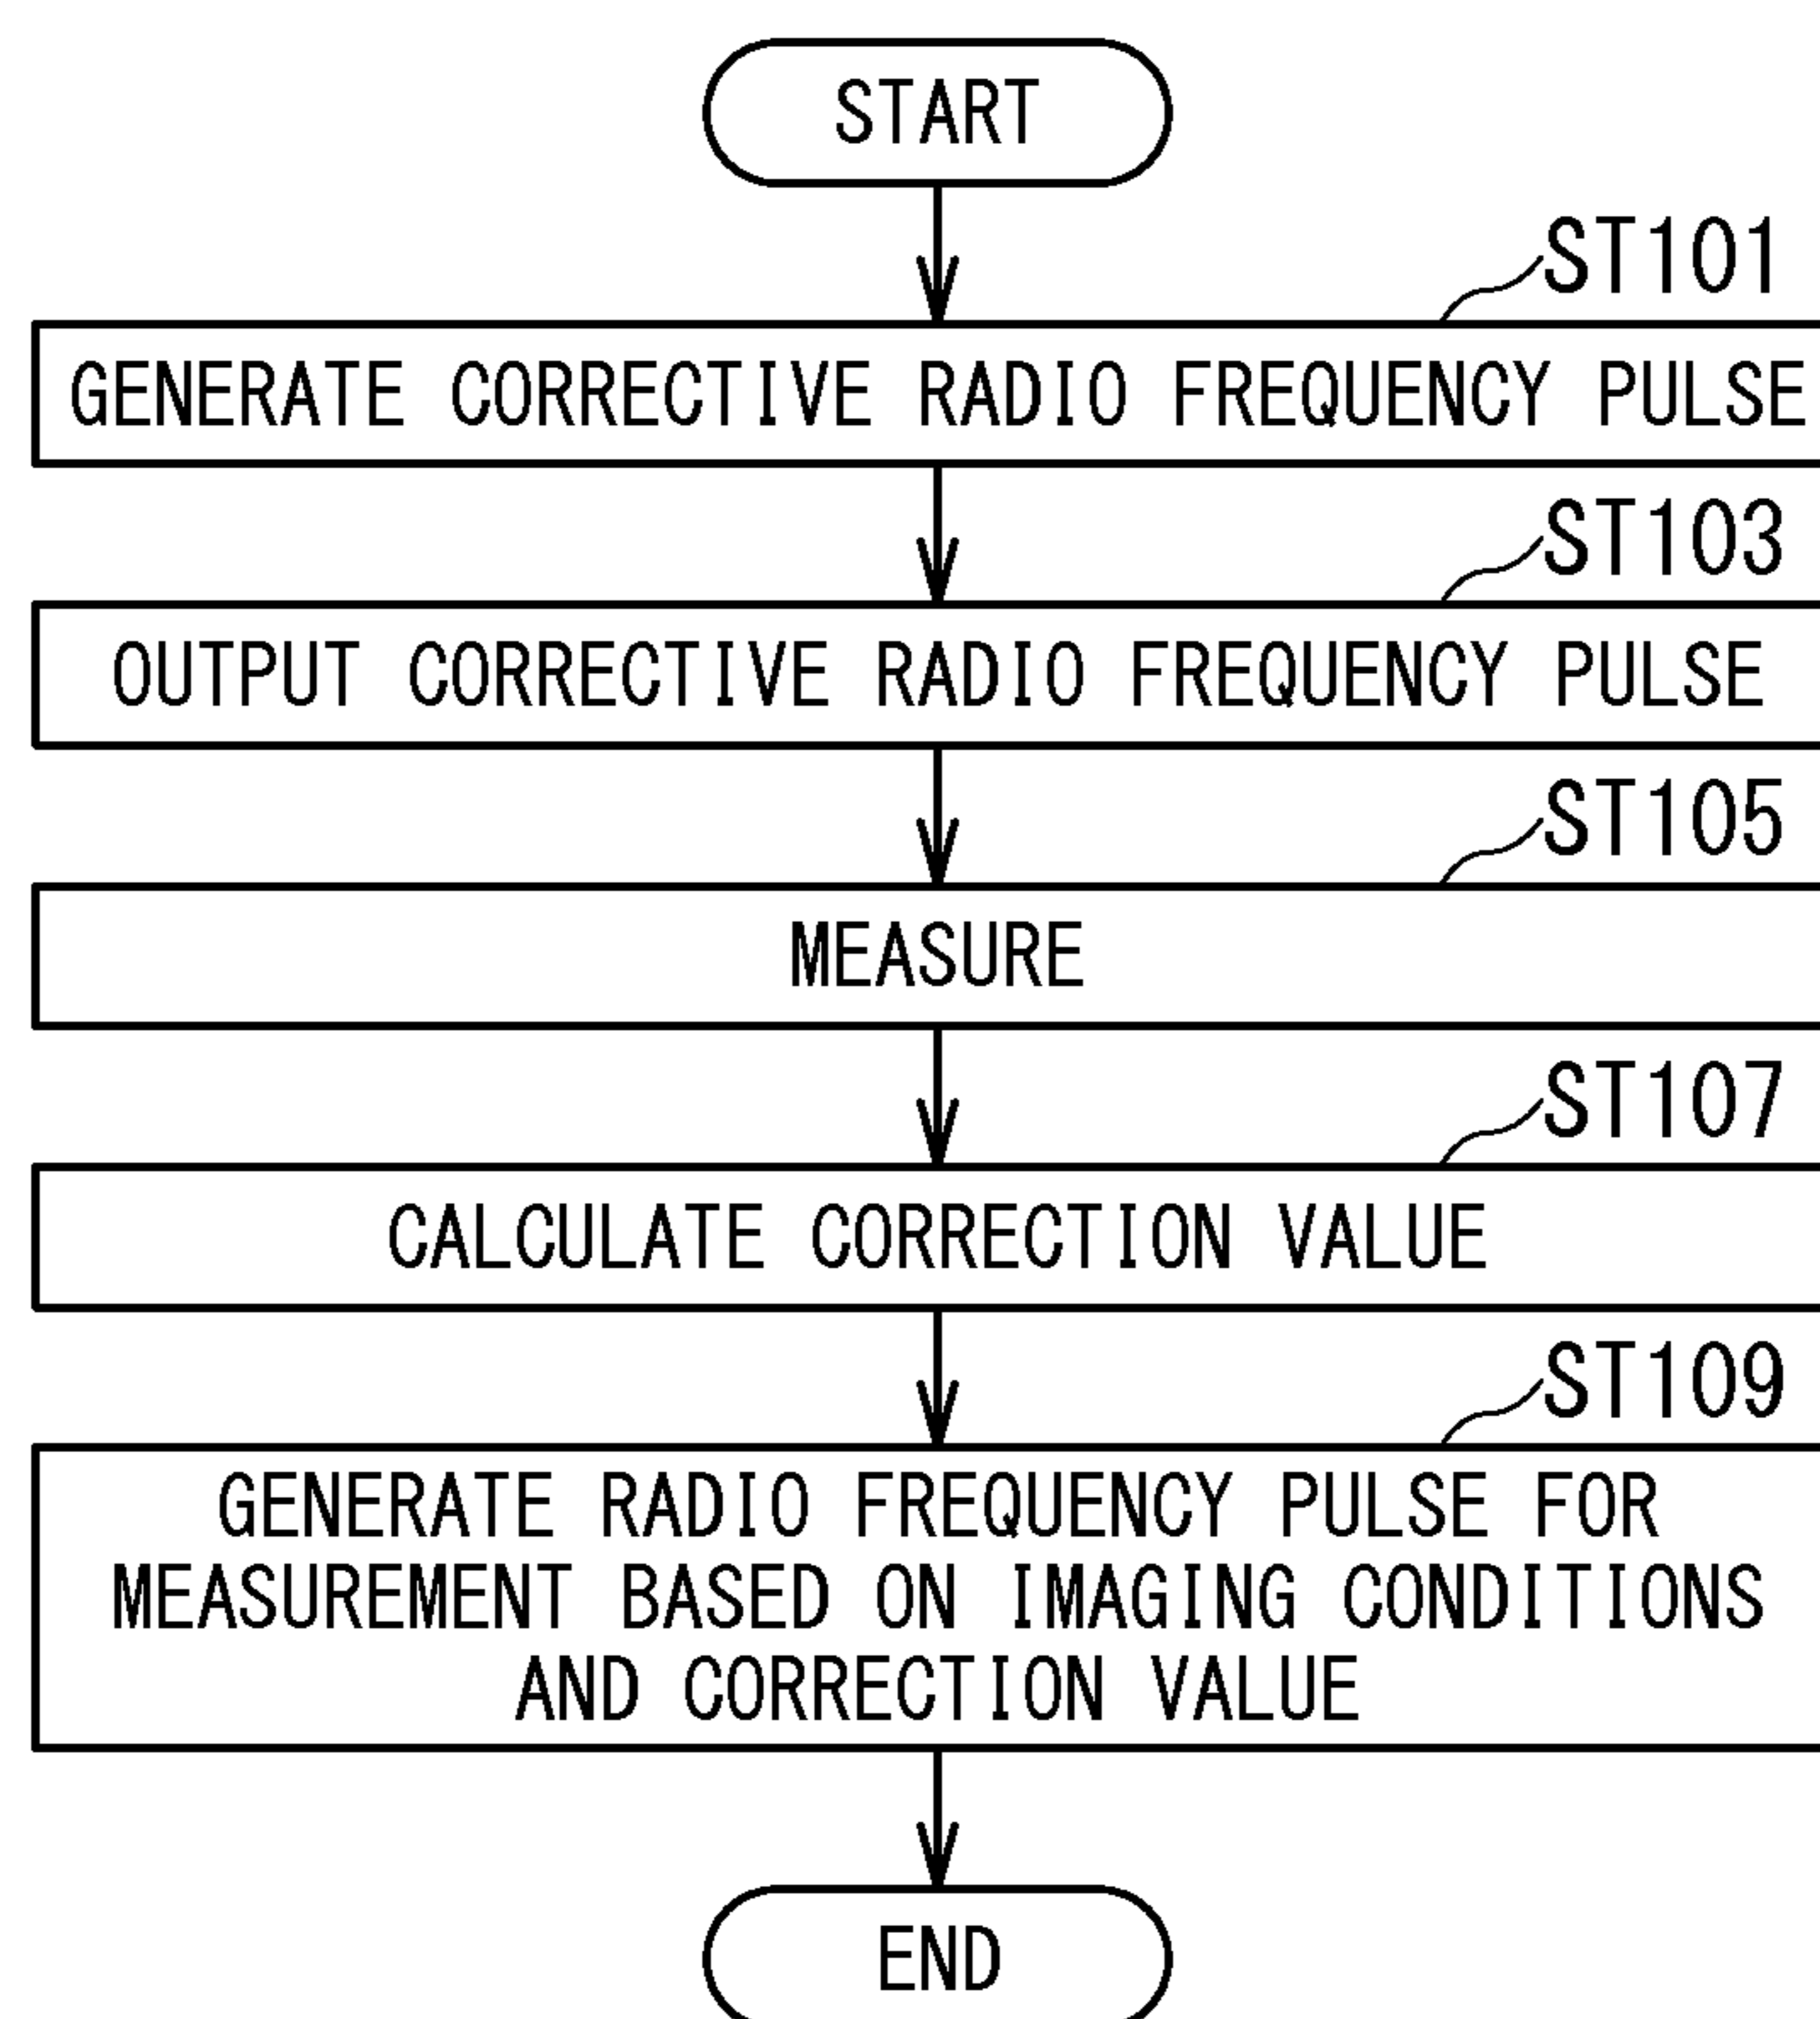 START
ST101
GENERATE CORRECTIVE RADIO FREQUENCY PULSE
ST103
OUTPUT CORRECTIVE RADIO FREQUENCY PULSE
ST105
MEASURE
ST107
CALCULATE CORRECTION VALUE
ST109
GENERATE RADIO FREQUENCY PULSE FOR
MEASUREMENT BASED ON IMAGING CONDITIONS
AND CORRECTION VALUE
END